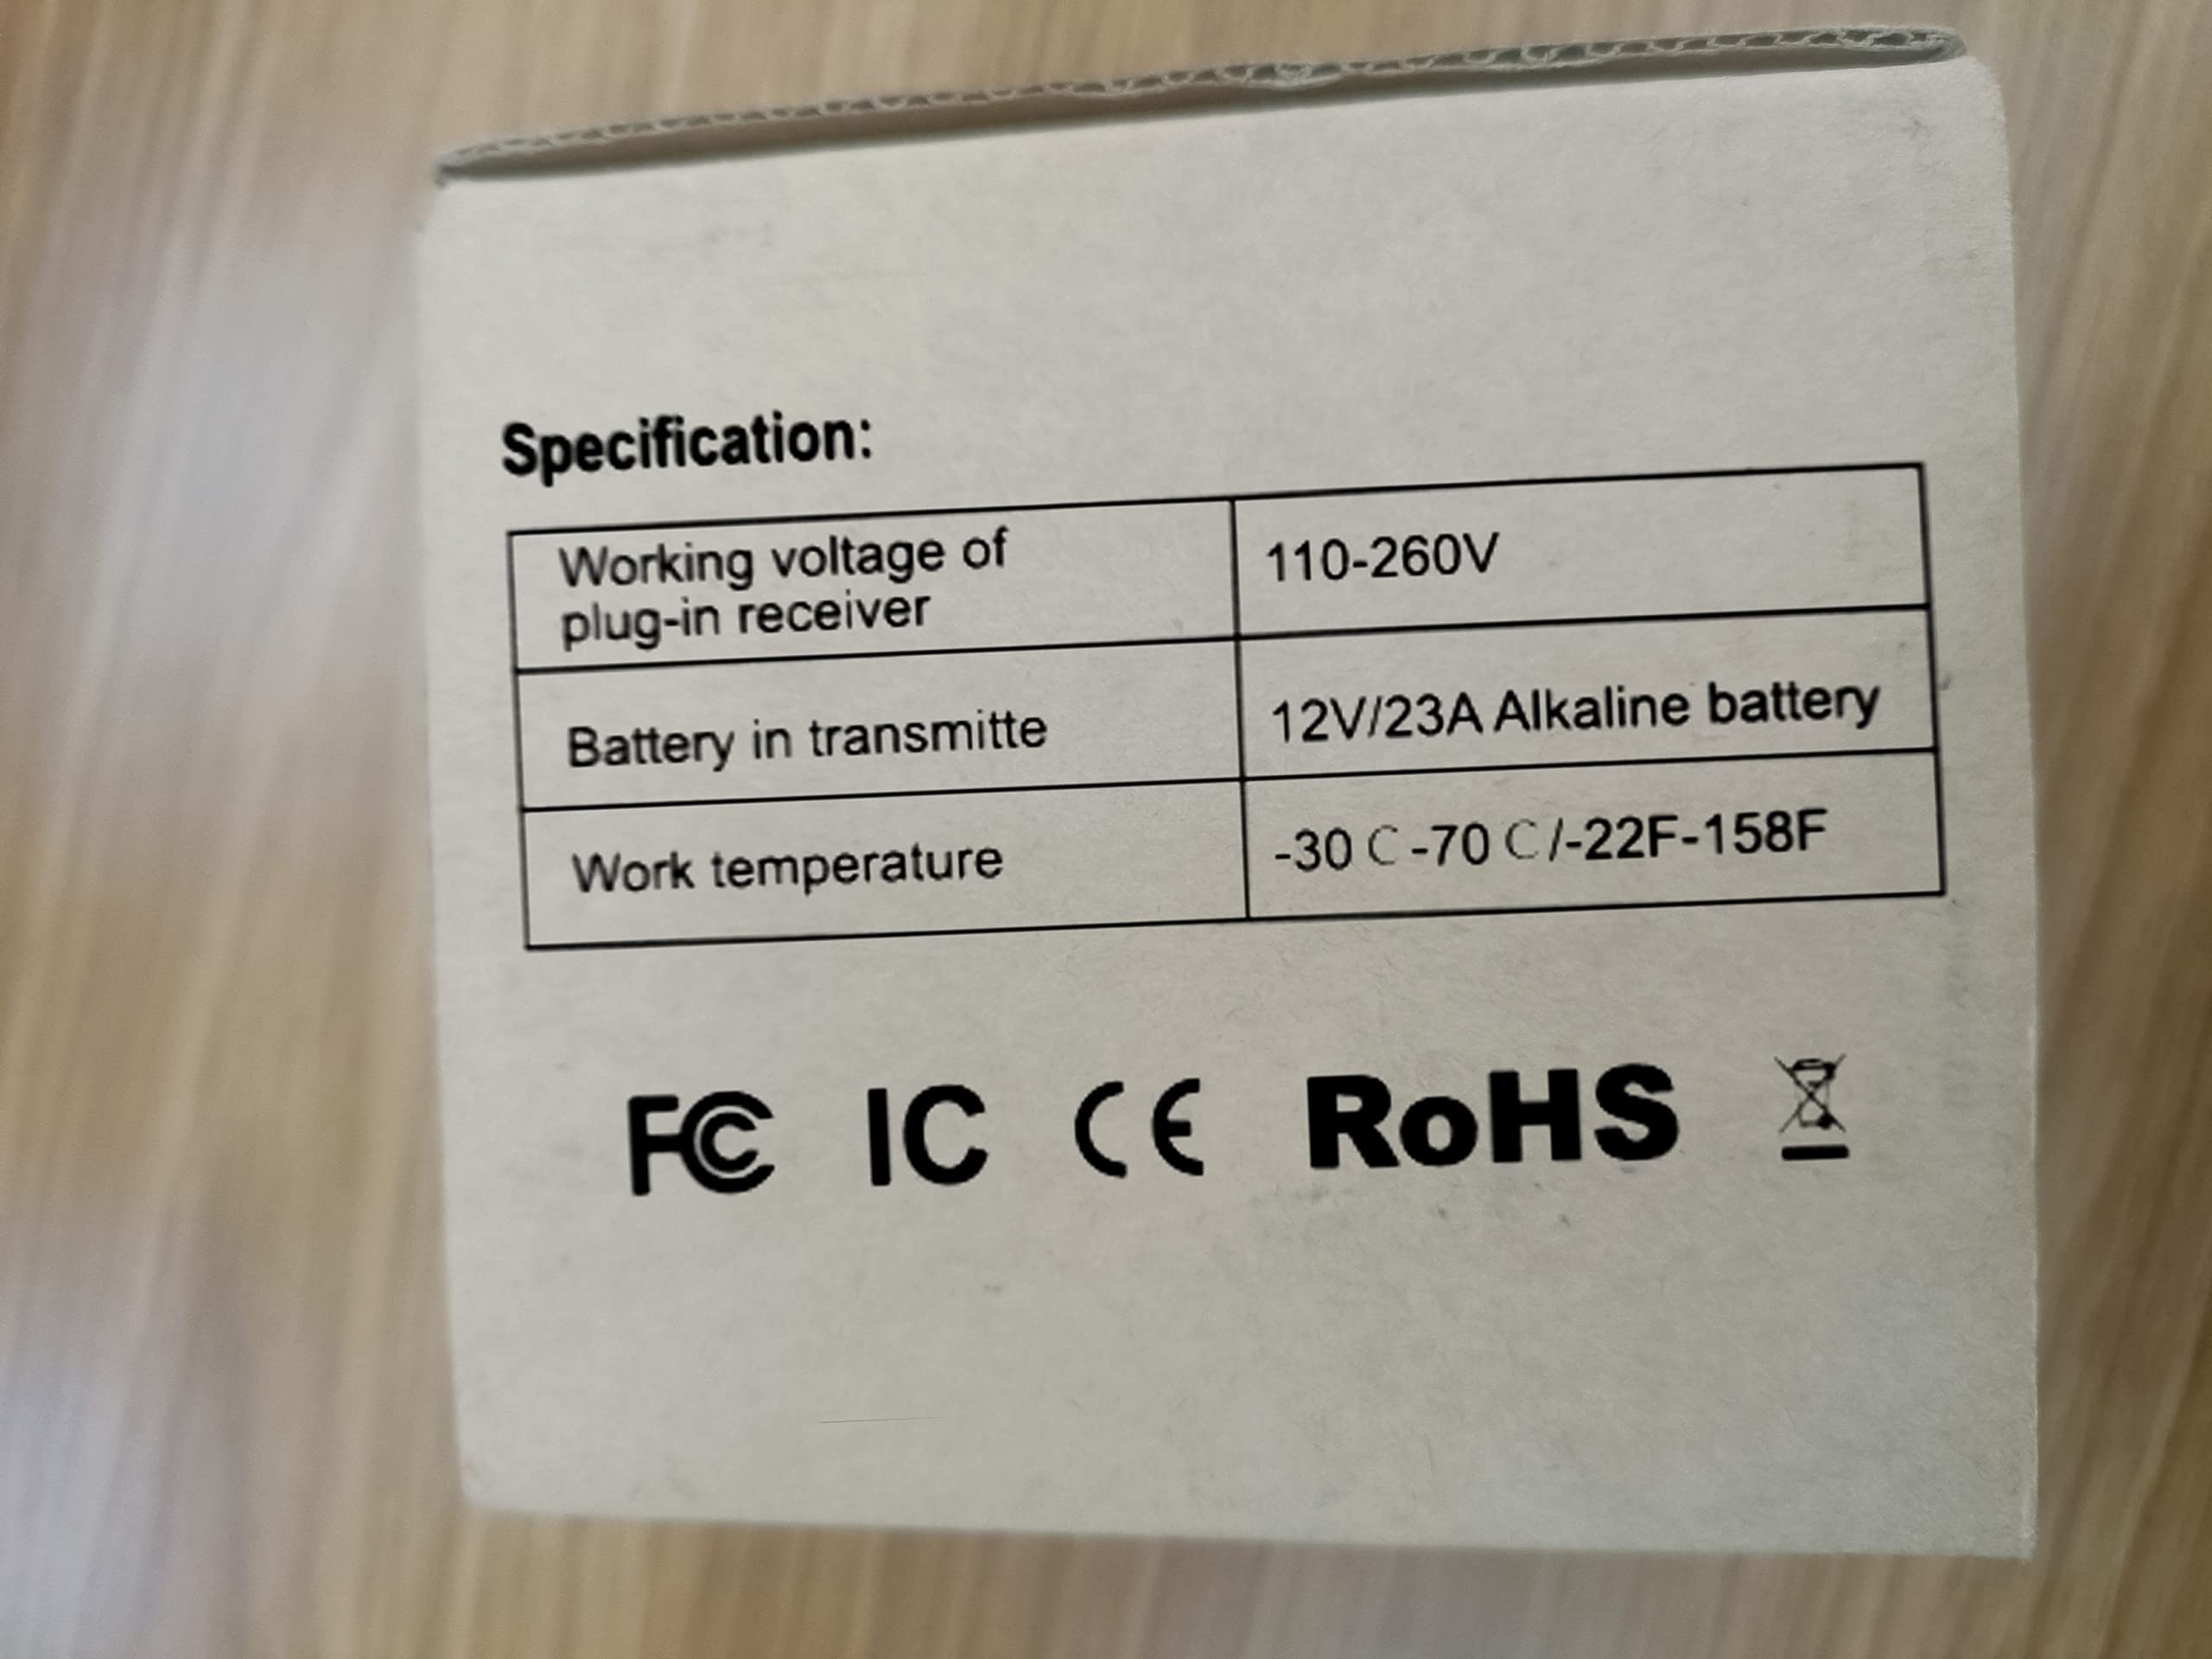 Specification:
Working voltage of
plug-in receiver
110-260V
Battery in transmitte
12V/23A Alkaline battery
Work temperature
-30 C -70 C /-22F-158F
FC IC CE RoHS